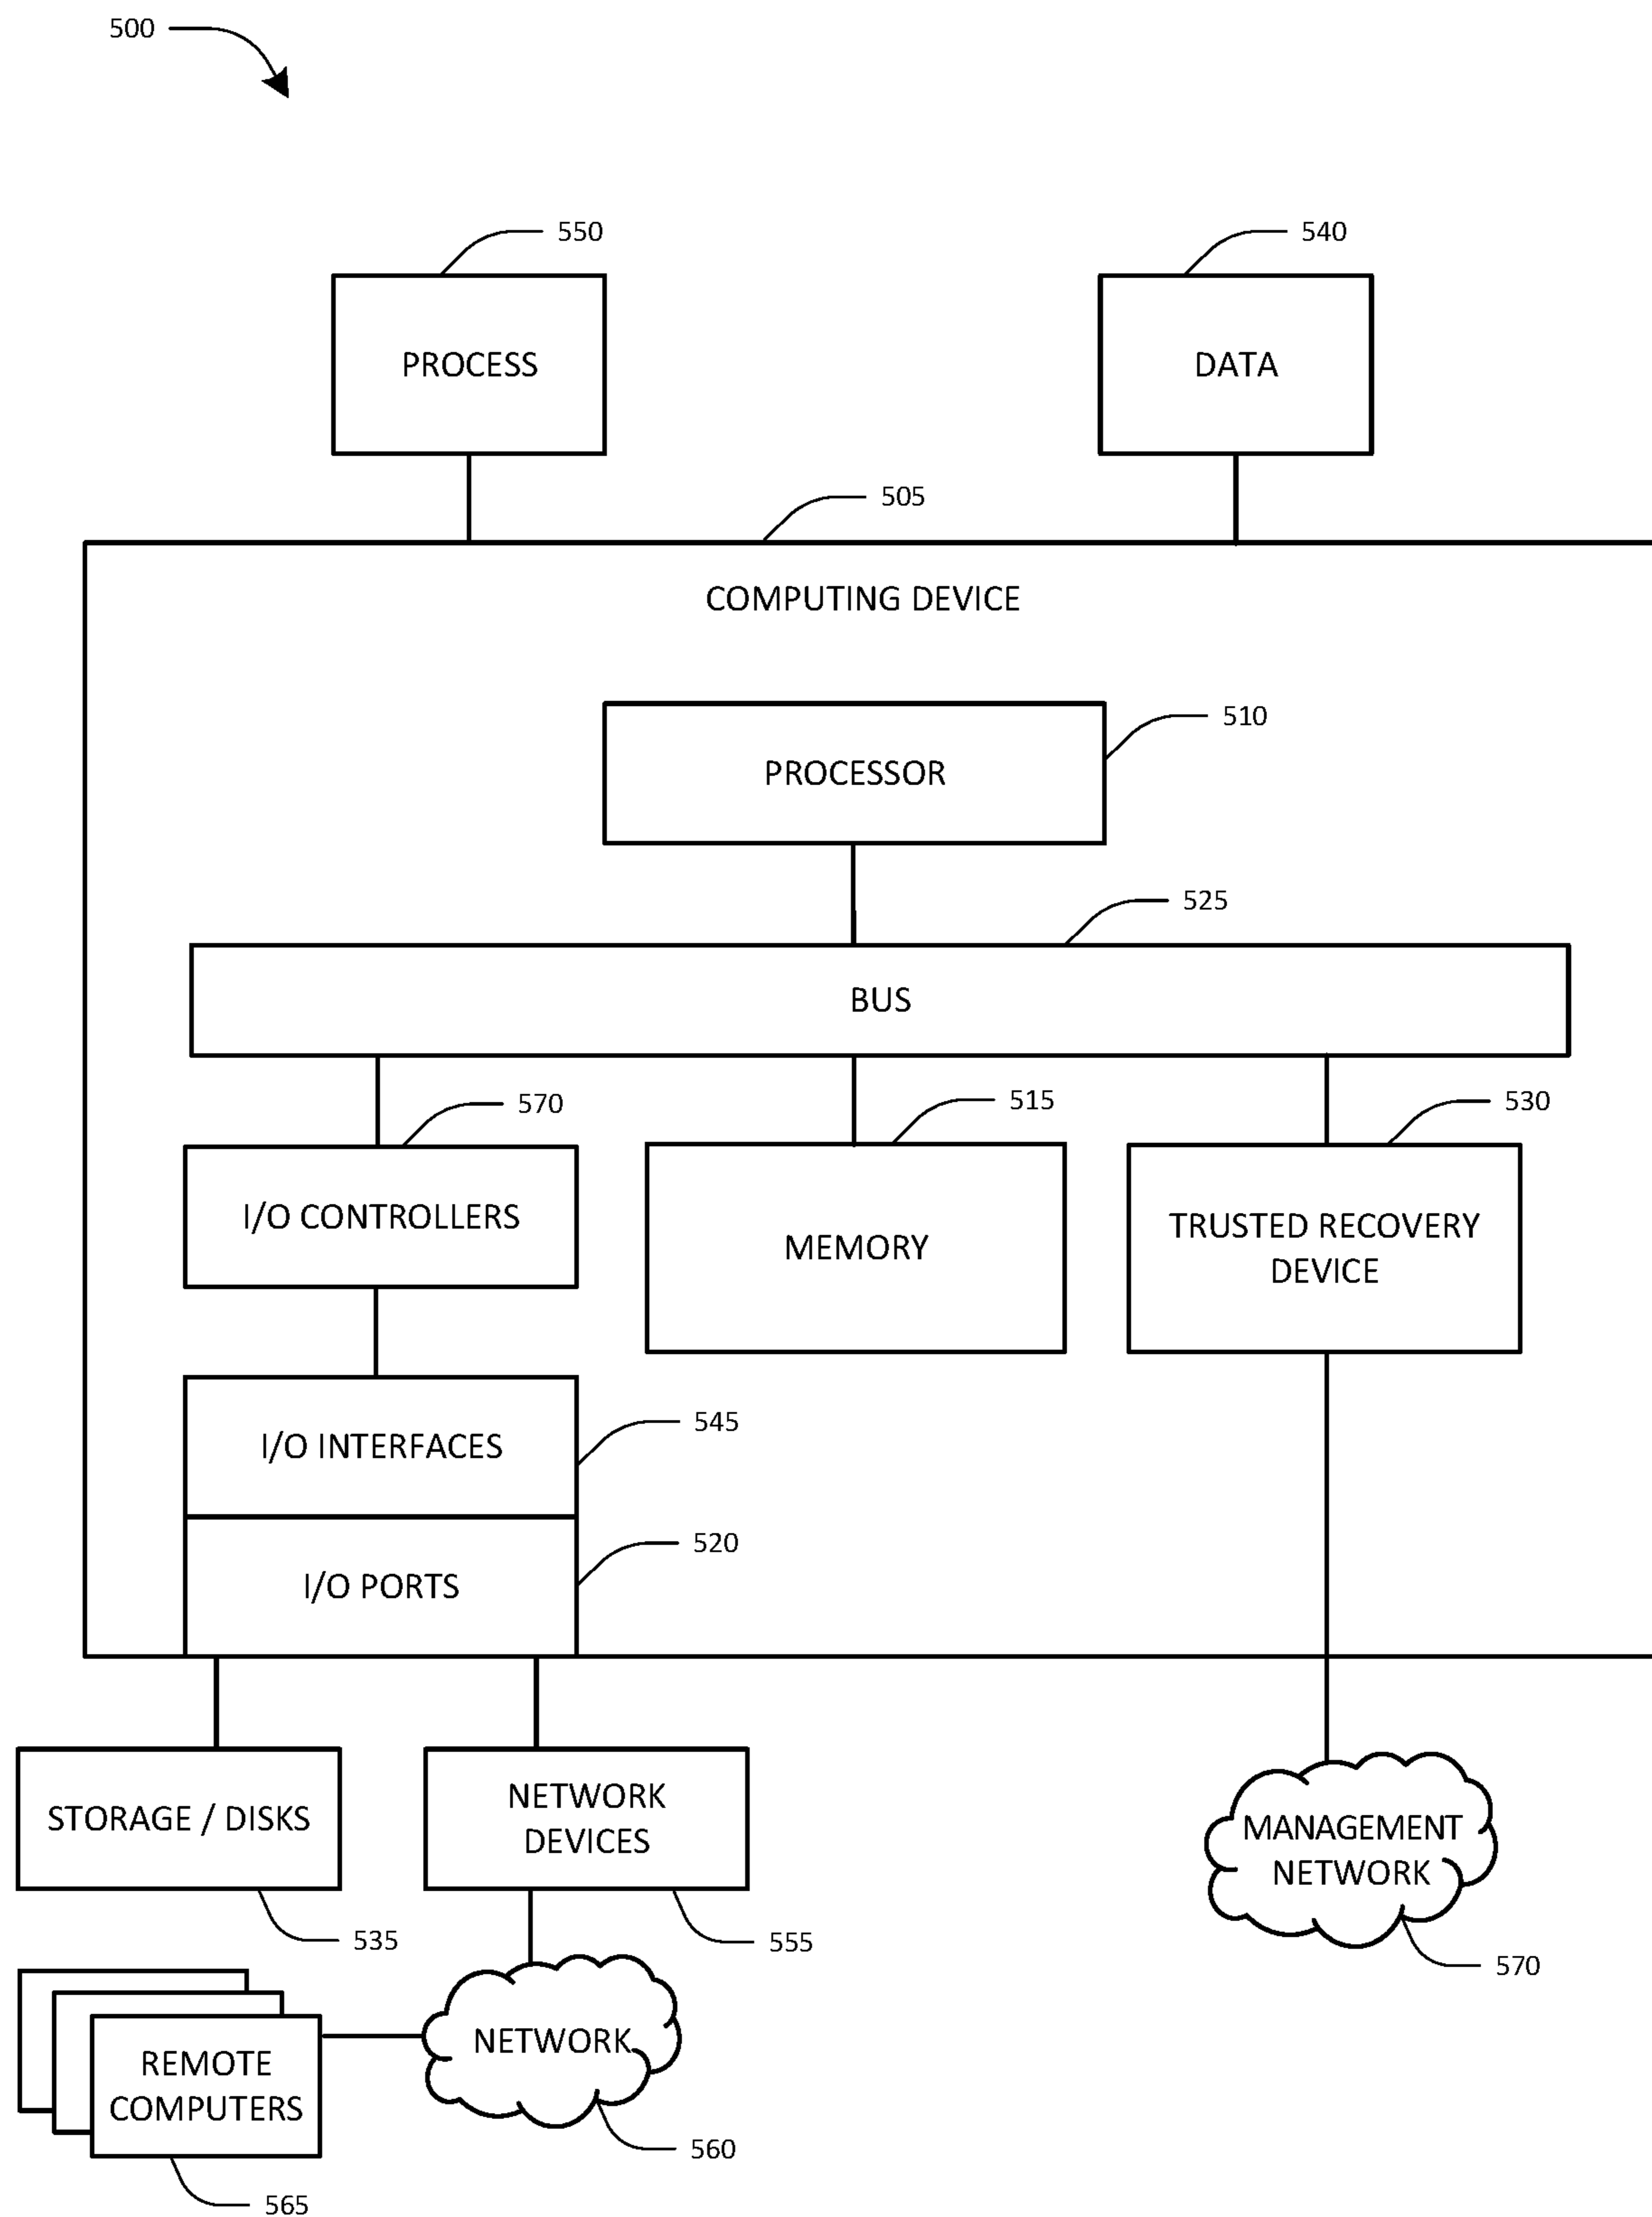 500
550
540
PROCESS
DATA
505
COMPUTING DEVICE
510
PROCESSOR
525
BUS
570
515
530
I/O CONTROLLERS
MEMORY
TRUSTED RECOVERY
DEVICE
545
I/O INTERFACES
520
I/O PORTS
STORAGE / DISKS
NETWORK
DEVICES
MANAGEMENT
NETWORK
535
555
570
REMOTE
COMPUTERS
NETWORK
560
565